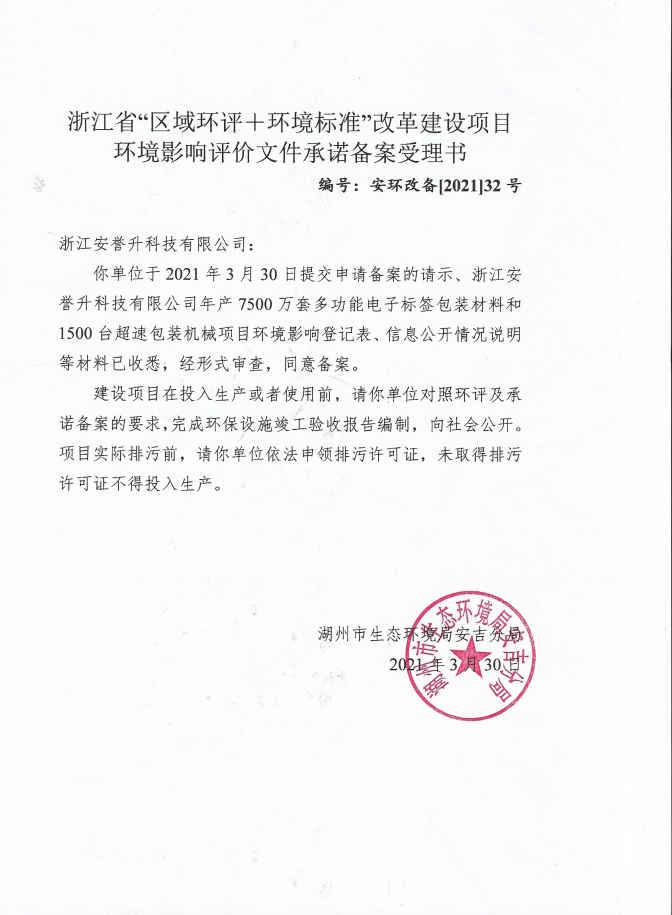 浙江省“区域环评＋环境标准”改革建设项目
环境影响评价文件承诺备案受理书
编号：安环改备[2021]32 号
浙江安誉升科技有限公司：
你单位于 2021 年 3 月 30 日提交申请备案的请示、浙江安
誉升科技有限公司年产 7500 万套多功能电子标签包装材料和
1500 台超速包装机械项目环境影响登记表、信息公开情况说明
等材料已收悉，经形式审查，同意备案。
建设项目在投入生产或者使用前，请你单位对照环评及承
诺备案的要求，完成环保设施竣工验收报告编制，向社会公开。
项目实际排污前，请你单位依法申领排污许可证，未取得排污
许可证不得投入生产。
湖州市生态环境局安吉分局
2021 年 3 月 30 日
湖州市生态环境局安吉分局